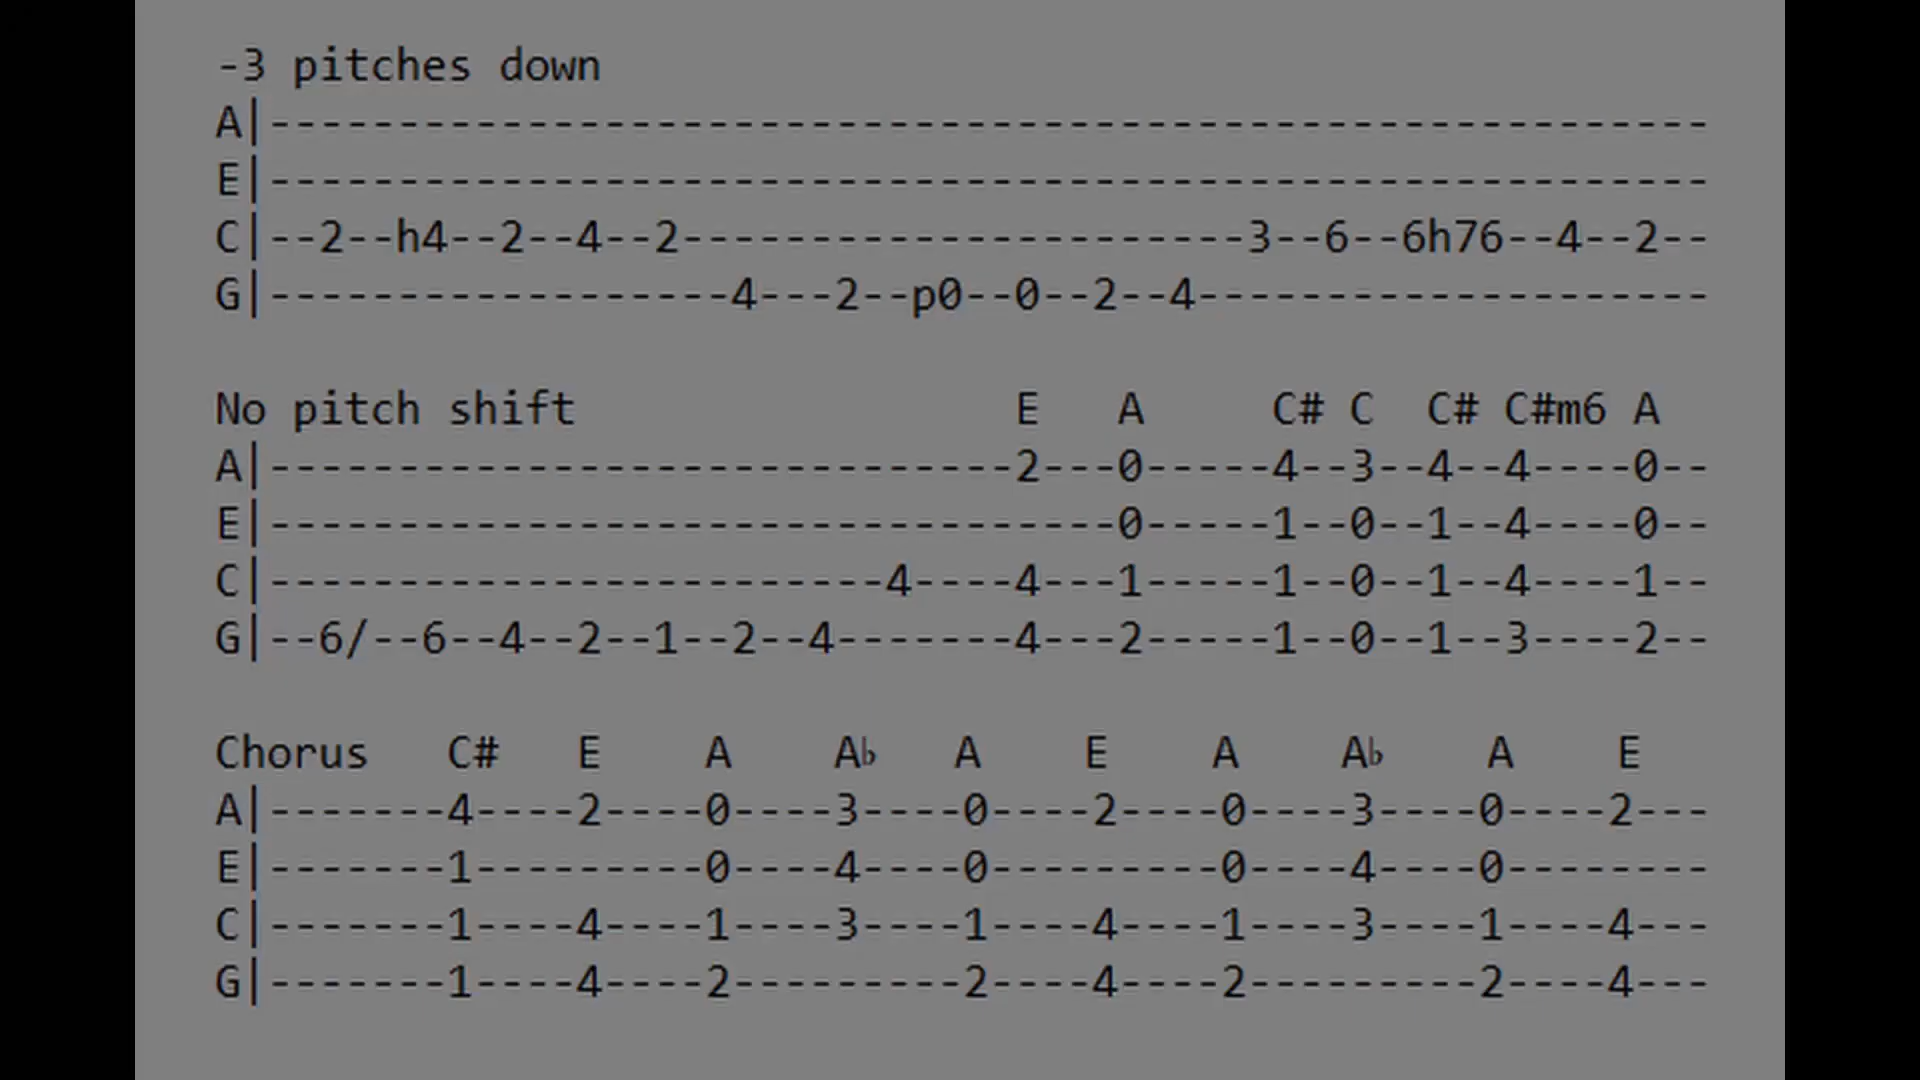 -3 pitches down
A|--------------------------------------------------------
E|--------------------------------------------------------
C|--2--h4--2--4--2----------------------3--6--6h76--4--2--
G|------------------4---2--p0--0--2--4--------------------
No pitch shift                 E   A     C# C  C# C#m6 A
A|-----------------------------2---0-----4--3--4--4----0--
E|---------------------------------0-----1--0--1--4----0--
C|------------------------4----4---1-----1--0--1--4----1--
G|--6/--6--4--2--1--2--4-------4---2-----1--0--1--3----2--
Chorus   C#   E    A    A♭   A    E    A    A♭    A    E
A|-------4----2----0----3----0----2----0----3----0----2---
E|-------1---------0----4----0---------0----4----0--------
C|-------1----4----1----3----1----4----1----3----1----4---
G|-------1----4----2---------2----4----2---------2----4---